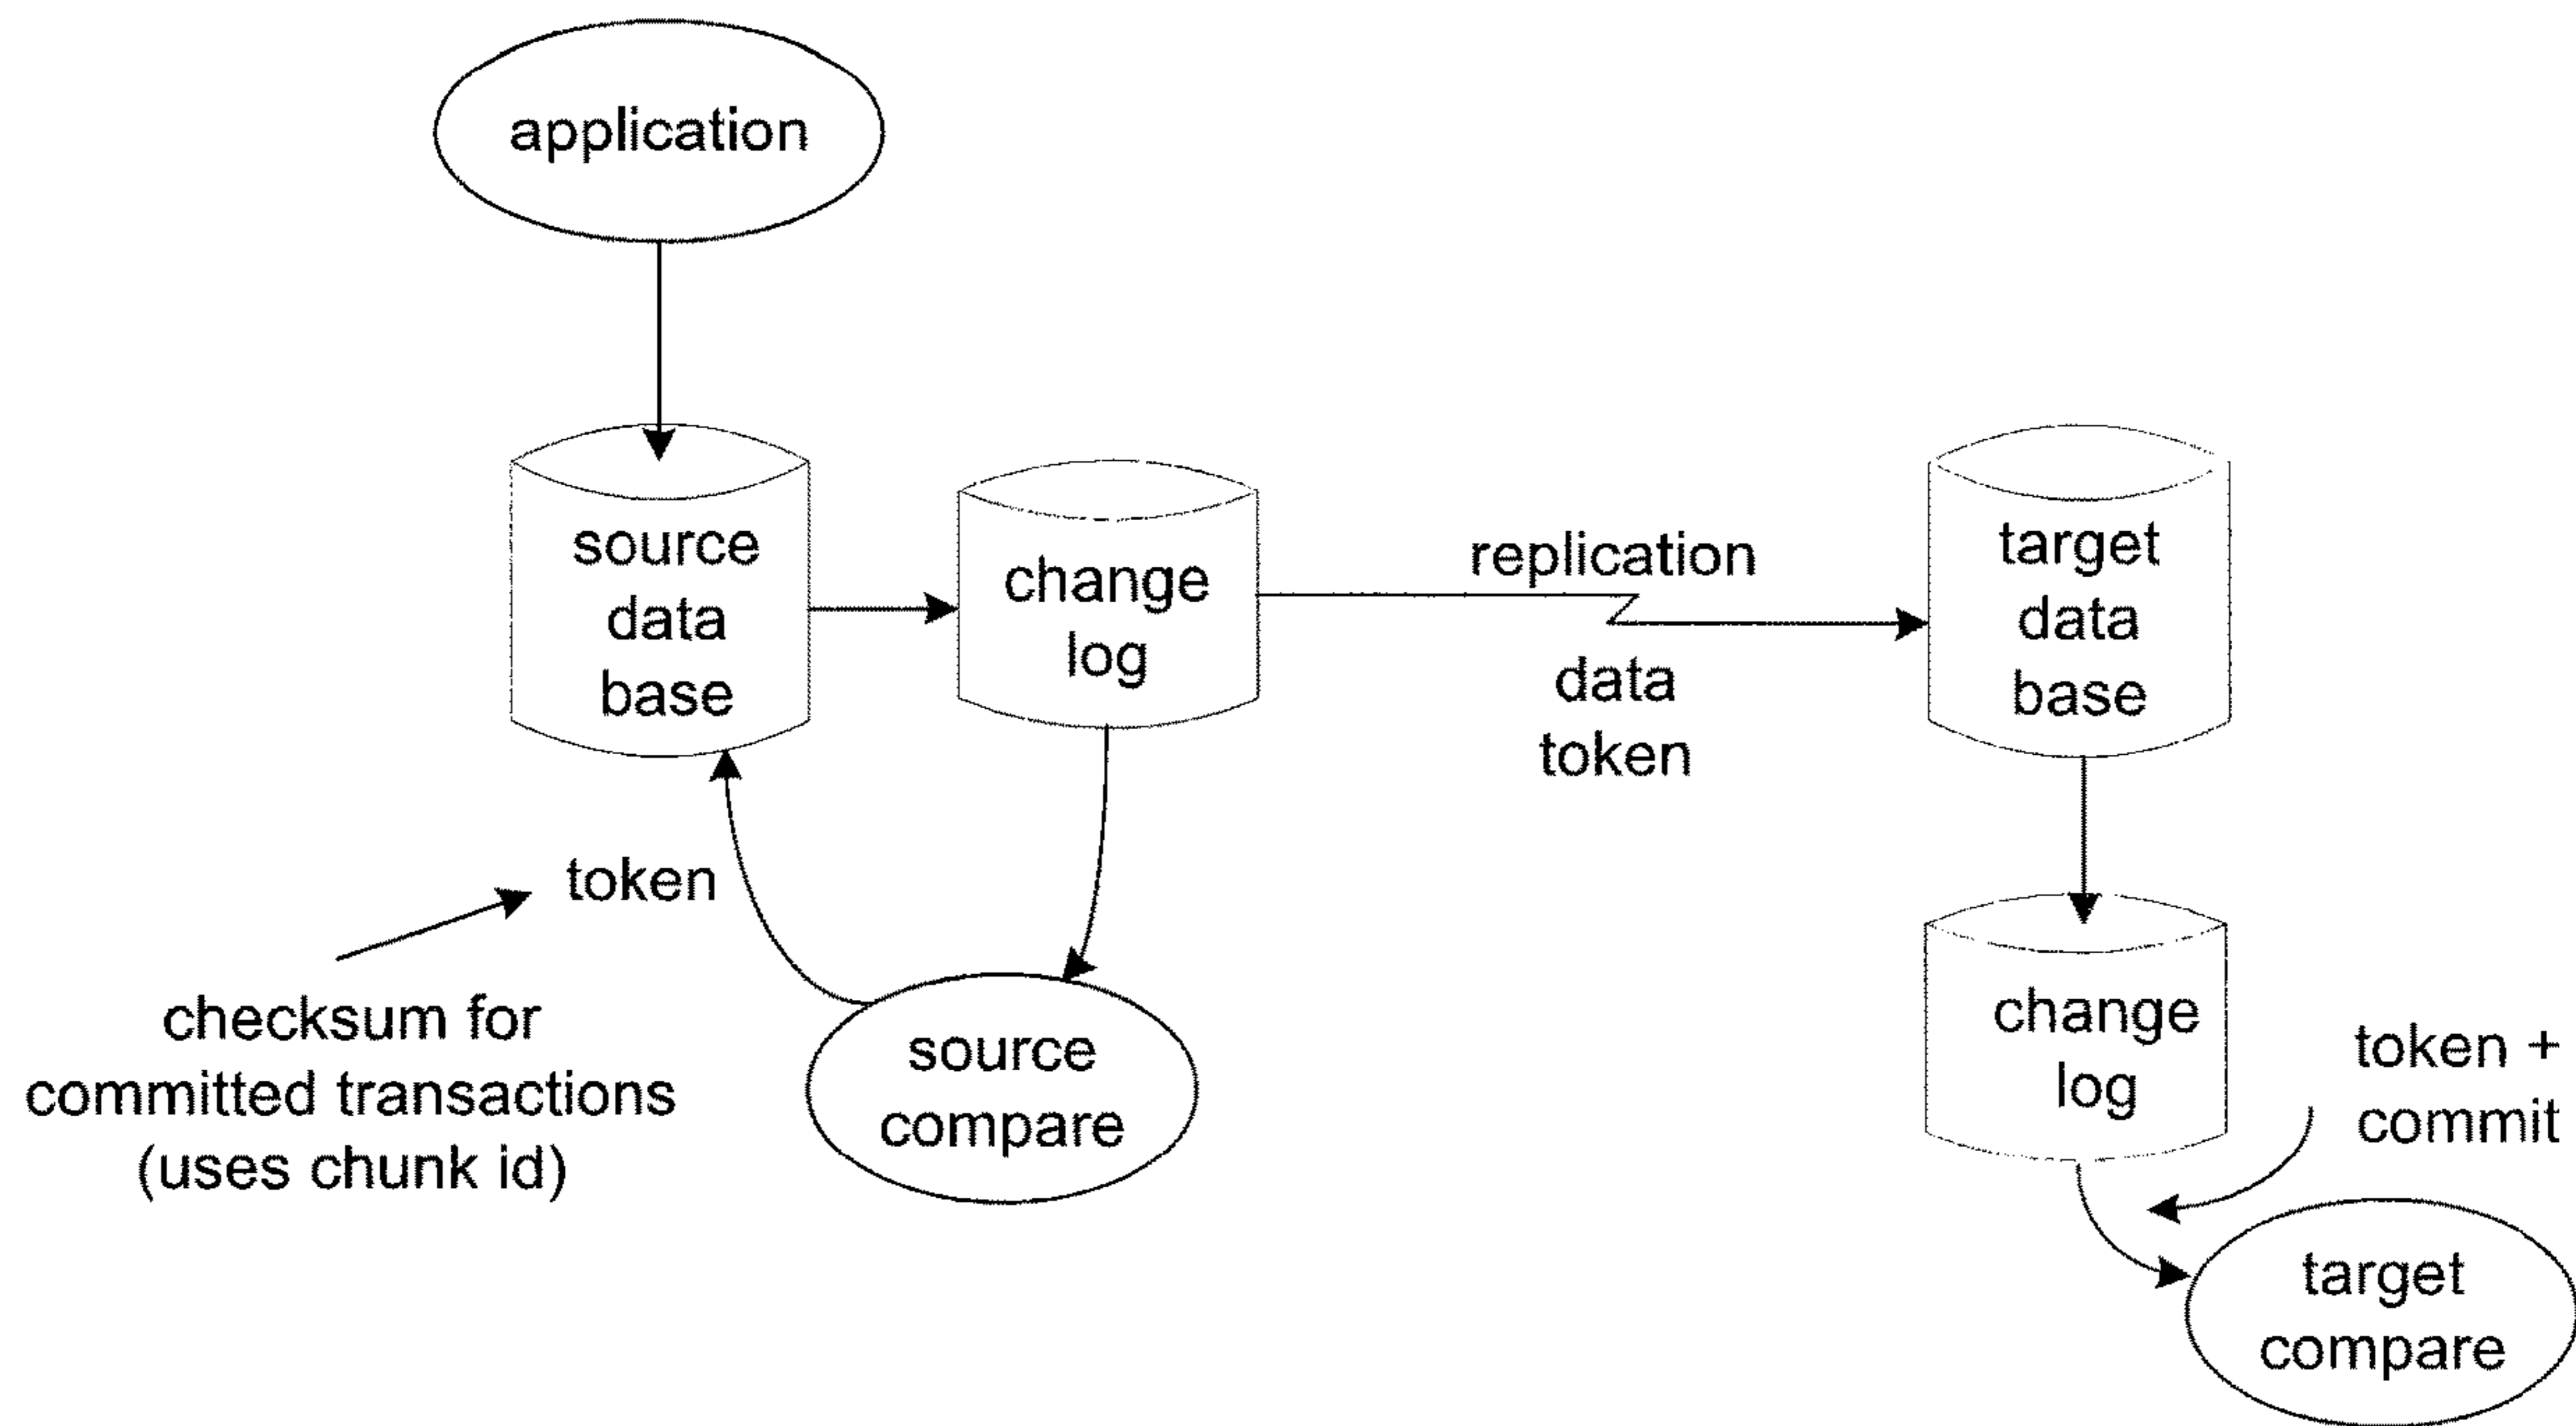 application
source
data
base
change
log
replication
data
token
target
data
base
token
checksum for
committed transactions
(uses chunk id)
source
compare
change
log
token +
commit
target
compare